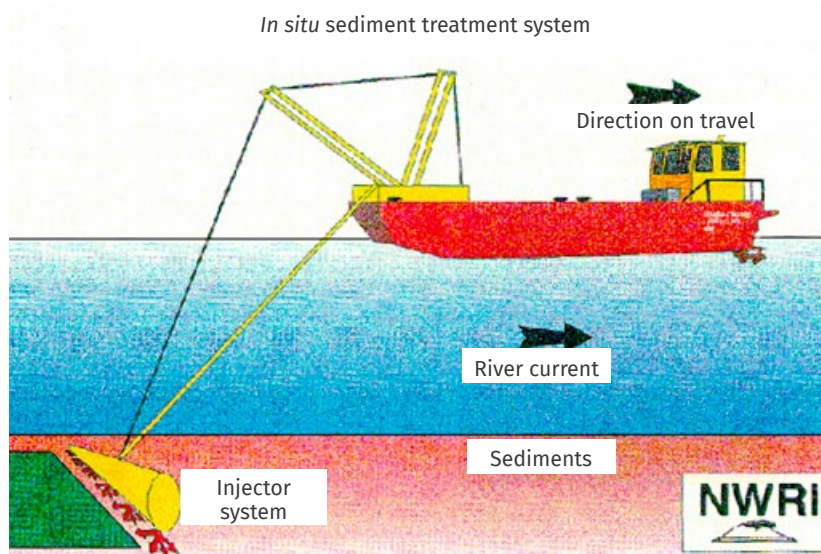 In situ sediment treatment system
Direction on travel
River current
Sediments
Injector
system
NWRi